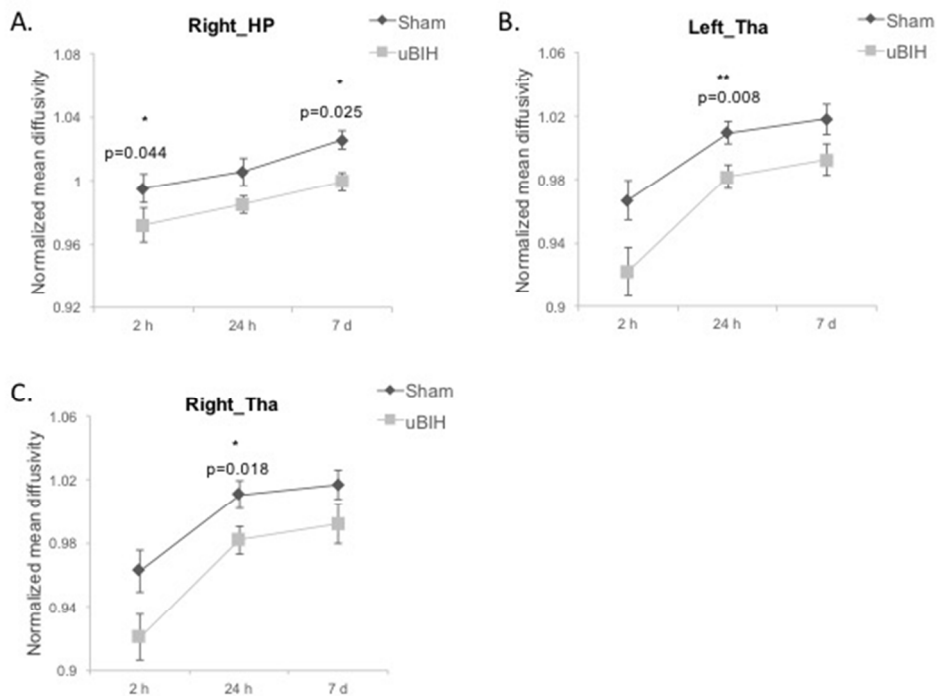 A.
Right_HP
Sham
uBIH
Normalized mean diffusivity
1.08
1.04
1
0.96
0.92
*
p=0.044
*
p=0.025
2 h
24 h
7 d
B.
Left_Tha
Sham
uBIH
Normalized mean diffusivity
1.06
1.02
0.98
0.94
0.9
**
p=0.008
2 h
24 h
7 d
C.
Right_Tha
Sham
uBIH
Normalized mean diffusivity
1.06
1.02
0.98
0.94
0.9
*
p=0.018
2 h
24 h
7 d